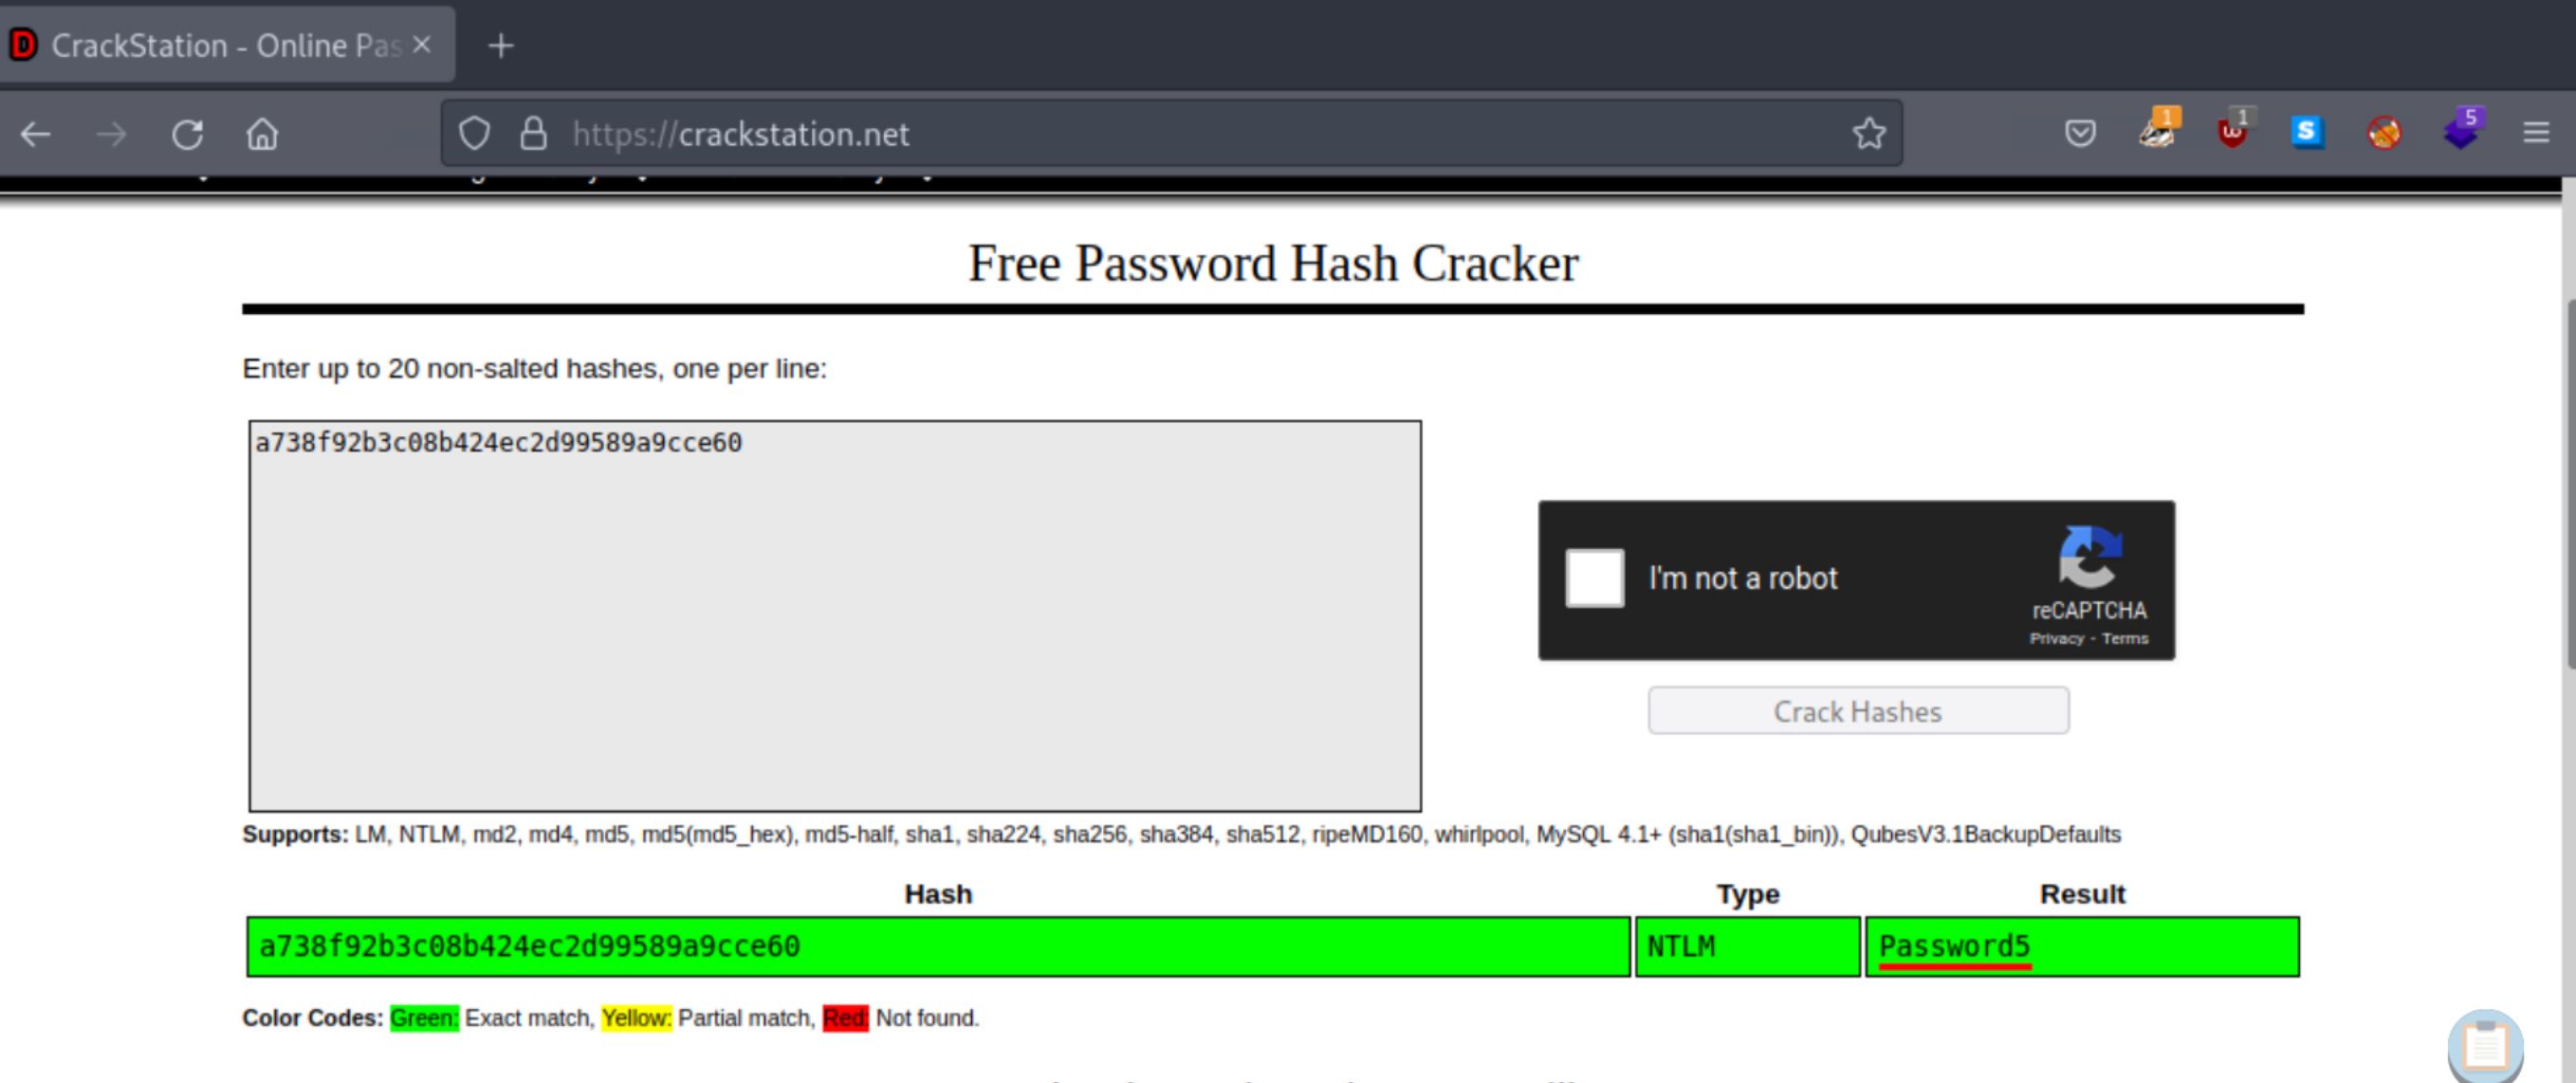 CrackStation - Online Pas
https://crackstation.net
1
1
S
5
Free Password Hash Cracker
Enter up to 20 non-salted hashes, one per line:
a738f92b3c08b424ec2d99589a9cce60
I'm not a robot
reCAPTCHA
Privacy - Terms
Crack Hashes
Supports: LM, NTLM, md2, md4, md5, md5(md5_hex), md5-half, sha1, sha224, sha256, sha384, sha512, ripeMD160, whirlpool, MySQL 4.1+ (sha1(sha1_bin)), QubesV3.1BackupDefaults
Hash Type Result
a738f92b3c08b424ec2d99589a9cce60 NTLM Password5
Color Codes: Green: Exact match, Yellow: Partial match, Red: Not found.